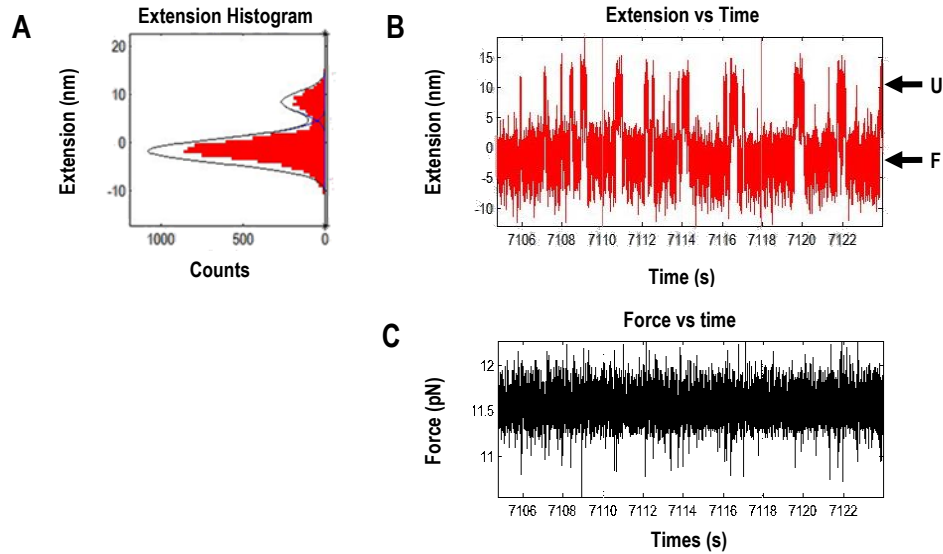 A
Extension Histogram
Extension (nm)
20
10
0
-10
1000 500 0
Counts
B
Extension vs Time
Extension (nm)
15
10
5
0
-5
-10
U
F
7106 7108 7110 7112 7114 7116 7118 7120 7122
Time (s)
C
Force vs time
Force (pN)
12
11.5
11
7106 7108 7110 7112 7114 7116 7118 7120 7122
Times (s)